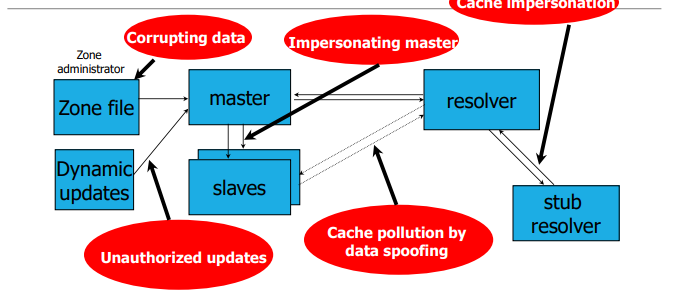 Cache impersonation
Corrupting data
Impersonating master
Zone
administrator
Zone file
master
resolver
Dynamic
updates
slaves
stub
resolver
Cache pollution by
data spoofing
Unauthorized updates